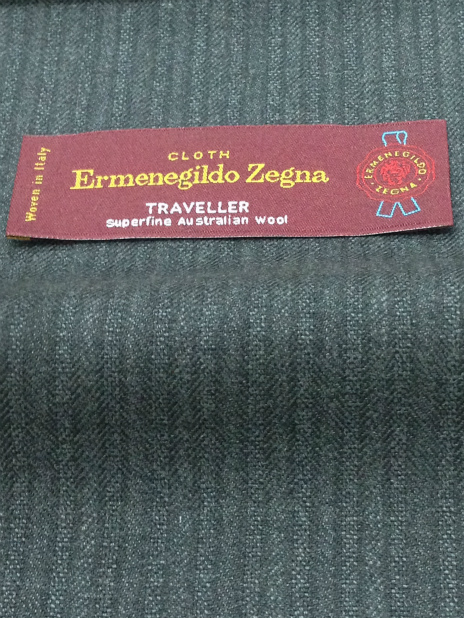 Woven in Italy
CLOTH
Ermenegildo Zegna
TRAVELLER
Superfine Australian Wool
ERMENEGILDO
ZEGNA